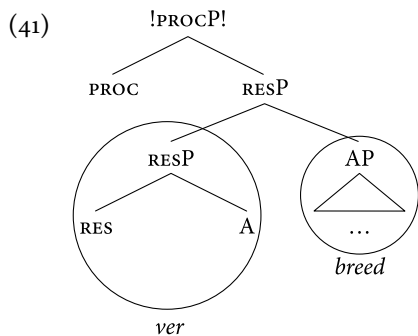 (41) !PROCP!
PROC RESP
RESP AP
RES A …
breed
ver